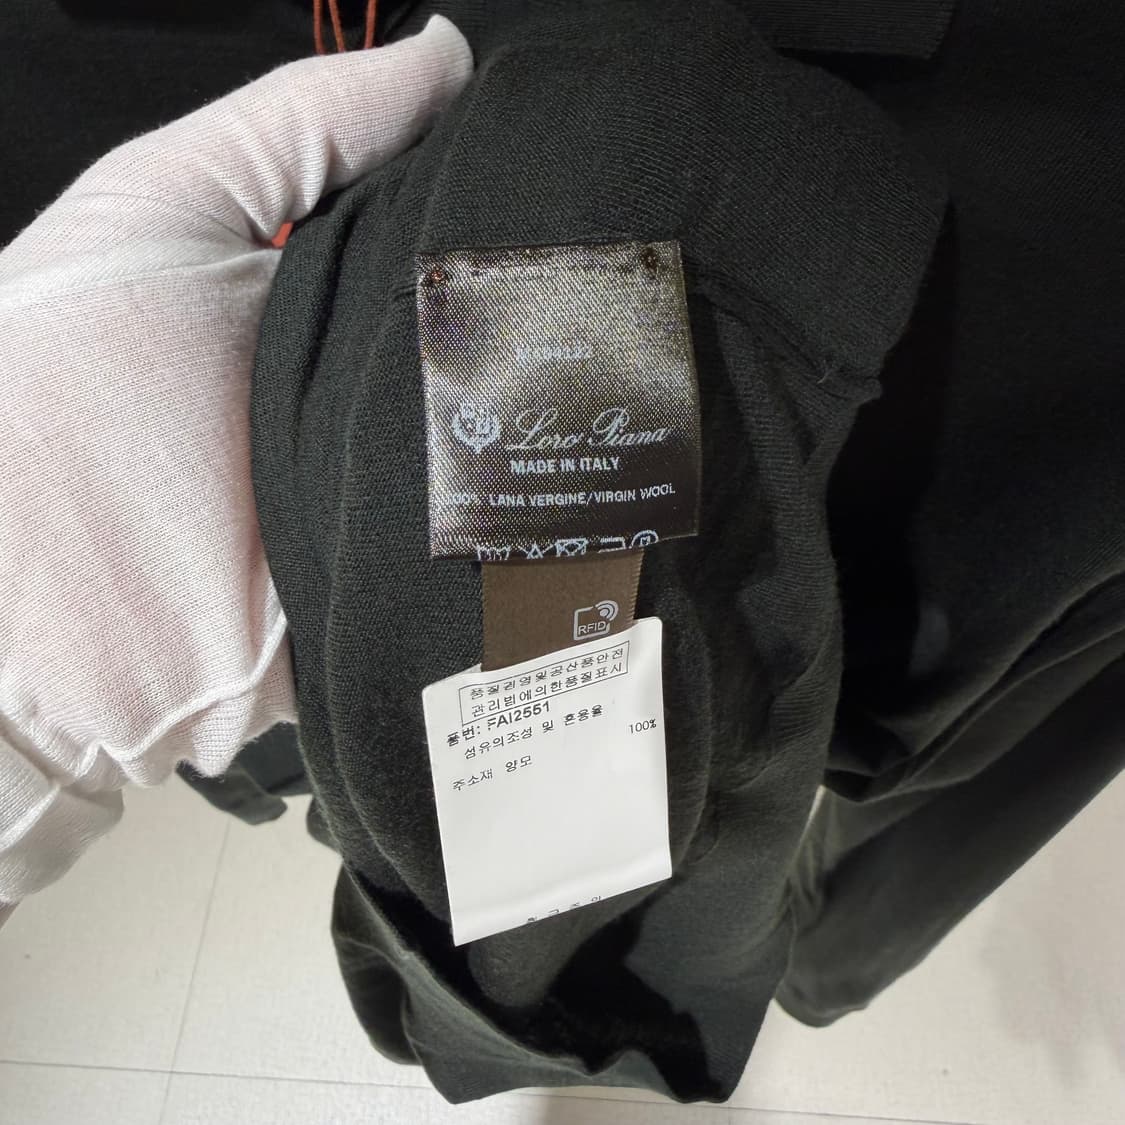 Loro Piana
MADE IN ITALY
100% LANA VERGINE/VIRGIN WOOL
RFID
품질경영및공산품안전
관리법에의한품질표시
품번: FAI2551
섬유의조성 및 혼용율
100%
주소재 양모